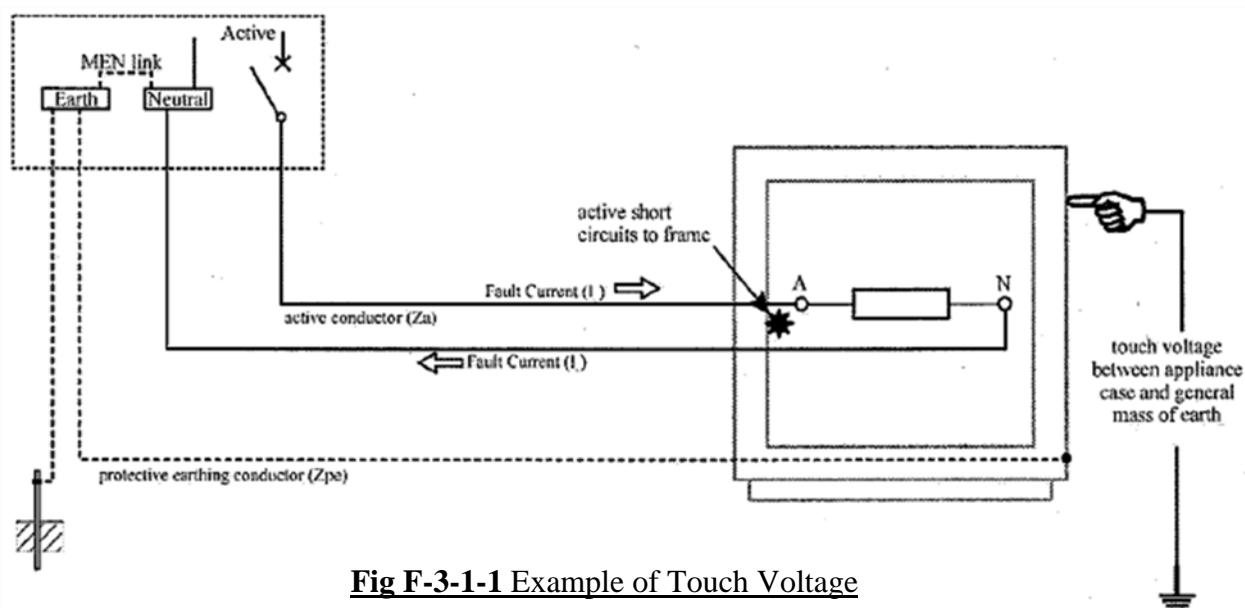 Active
MEN link
Earth
Neutral
active short
circuits to frame
A
N
Fault Current (I )
active conductor (Za)
Fault Current (I )
touch voltage
between appliance
case and general
mass of earth
protective earthing conductor (Zpe)
Fig F-3-1-1 Example of Touch Voltage